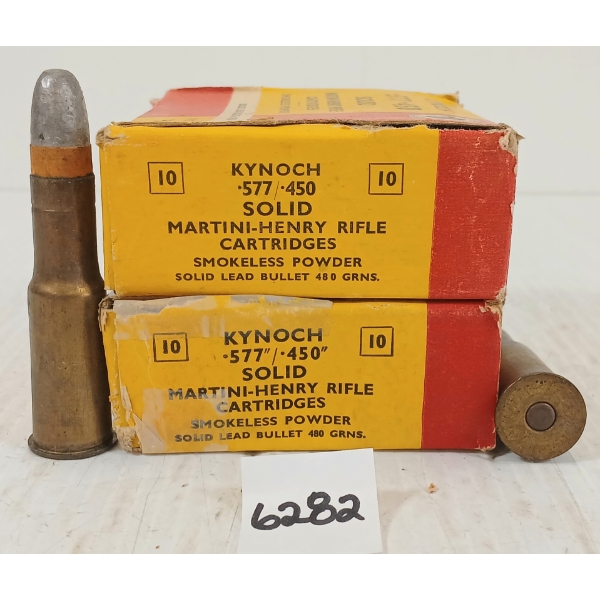 10 KYNOCH 10
.577/.450
SOLID
MARTINI-HENRY RIFLE
CARTRIDGES
SMOKELESS POWDER
SOLID LEAD BULLET 480 GRNS.
10 KYNOCH 10
.577"/.450"
SOLID
MARTINI-HENRY RIFLE
CARTRIDGES
SMOKELESS POWDER
SOLID LEAD BULLET 480 GRNS.
6282